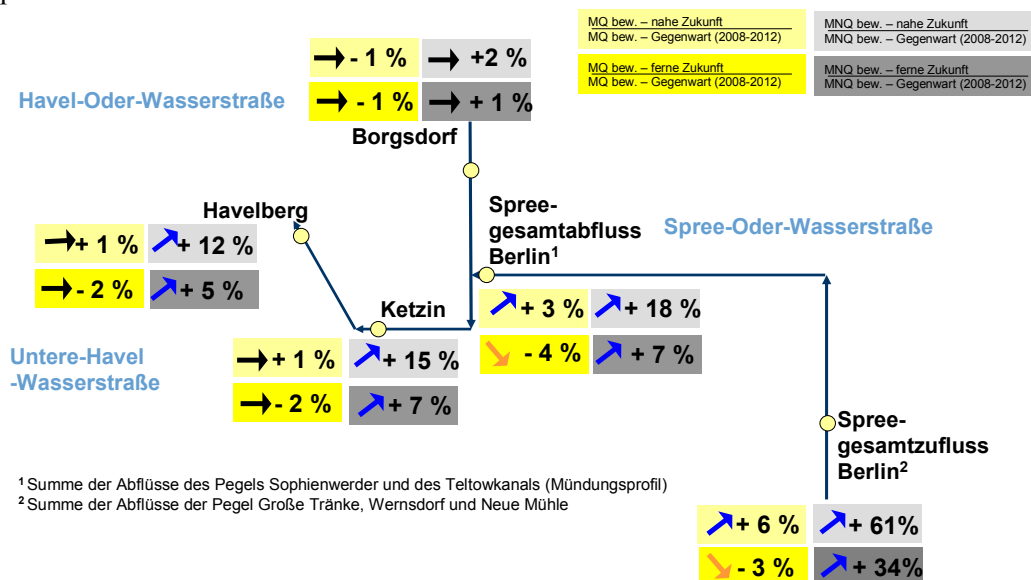 MQ bew. – nahe Zukunft
MQ bew. – Gegenwart (2008-2012)
MNQ bew. – nahe Zukunft
MNQ bew. – Gegenwart (2008-2012)
MQ bew. – ferne Zukunft
MQ bew. – Gegenwart (2008-2012)
MNQ bew. – ferne Zukunft
MNQ bew. – Gegenwart (2008-2012)
- 1 % +2 %
- 1 % + 1 %
Havel-Oder-Wasserstraße
Borgsdorf
Havelberg
+ 1 % + 12 %
- 2 % + 5 %
Spree-
gesamtabfluss
Berlin1
Spree-Oder-Wasserstraße
+ 3 % + 18 %
- 4 % + 7 %
Ketzin
+ 1 % + 15 %
- 2 % + 7 %
Untere-Havel
-Wasserstraße
Spree-
gesamtzufluss
Berlin2
+ 6 % + 61%
- 3 % + 34%
1 Summe der Abflüsse des Pegels Sophienwerder und des Teltowkanals (Mündungsprofil)
2 Summe der Abflüsse der Pegel Große Tränke, Wernsdorf und Neue Mühle